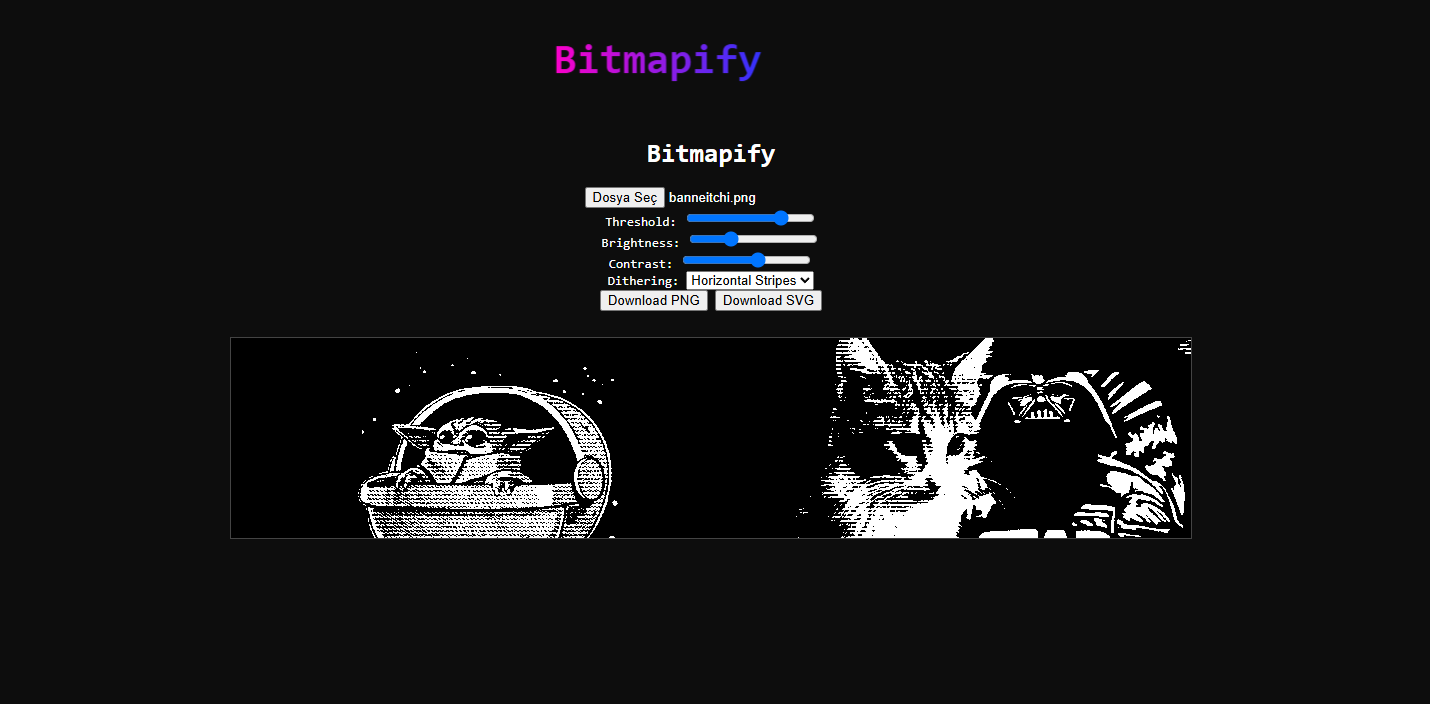 Bitmapify
Bitmapify
Dosya Seç banneitchi.png
Threshold:
Brightness:
Contrast:
Dithering: Horizontal Stripes
Download PNG Download SVG